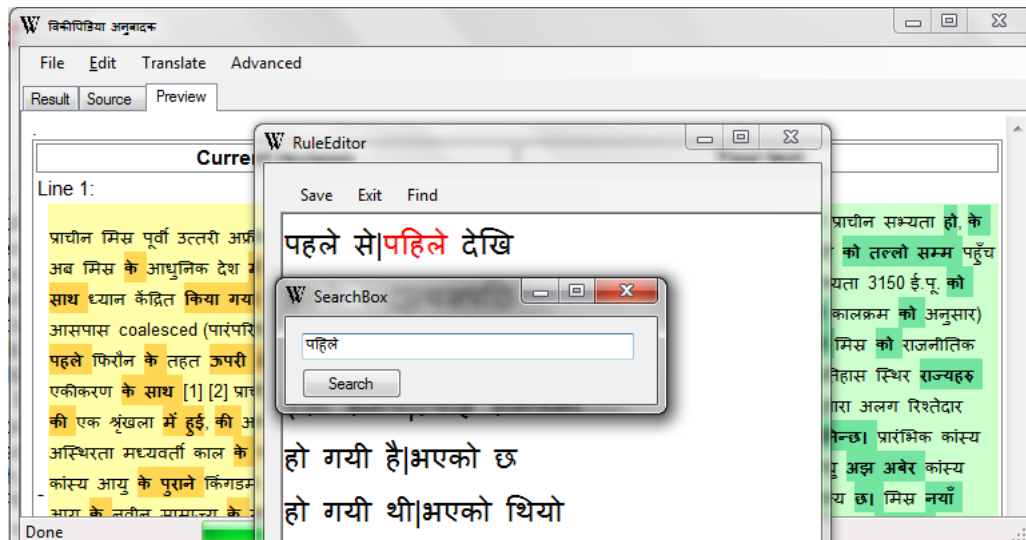 विकीपिडिया अनुबादक
File Edit Translate Advanced
Result Source Preview
Curre
Line 1:
प्राचीन मिस्र पूर्वी उत्तरी अफ्री
अब मिस्र के आधुनिक देश
साथ ध्यान केंद्रित किया गया
आसपास coalesced (पारंपरि
पहले फिरौन के तहत ऊपरी
एकीकरण के साथ [1] [2] प्रा
की एक श्रृंखला में हुई, की अ
अस्थिरता मध्यवर्ती काल के
कांस्य आयु के पुराने किंगडम
आयु के नवीन साम्राज्य के
Done
RuleEditor
Save Exit Find
पहले से|पहिले देखि
SearchBox
पहिले
Search
हो गयी है|भएको छ
हो गयी थी|भएको थियो
प्राचीन सभ्यता हो, के
को तल्लो सम्म पहुँच
यता 3150 ई.पू. को
कालक्रम को अनुसार)
मिस्र को राजनीतिक
तिहास स्थिर राज्यहरु
ारा अलग रिश्तेदार
न्छ। प्रारंभिक कांस्य
यु अझ अबेर कांस्य
्य छ। मिस्र नयाँ